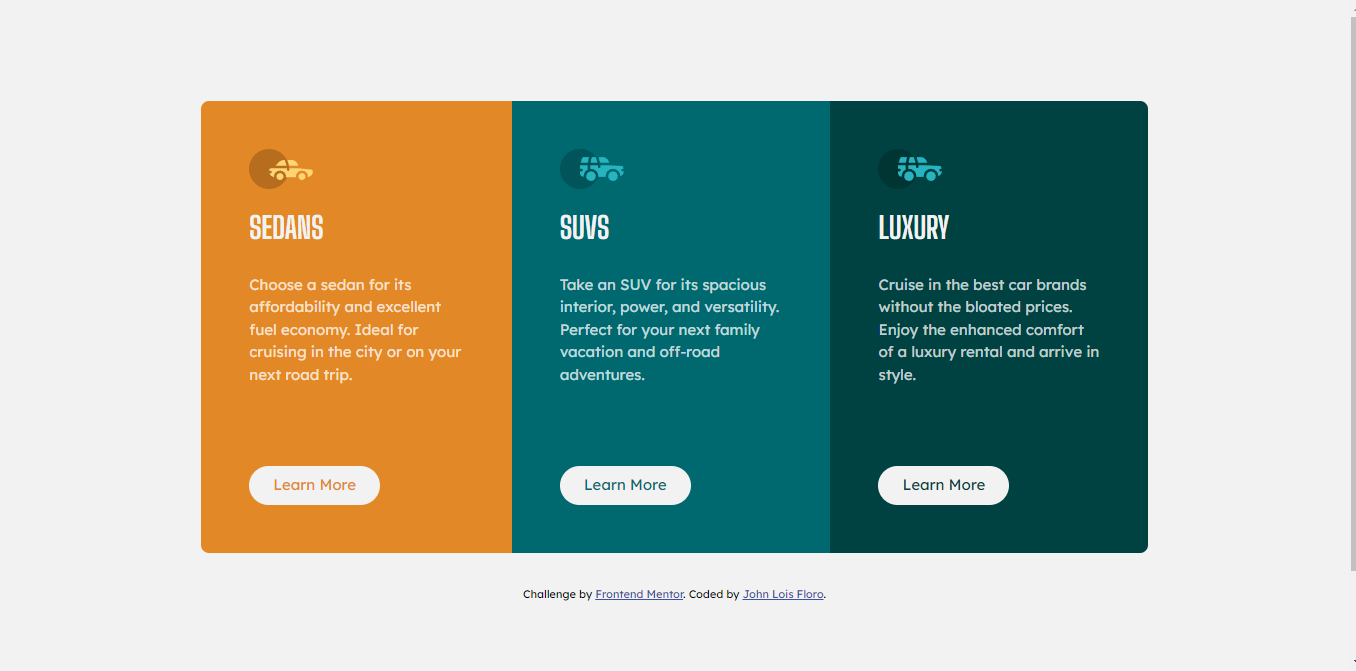 SEDANS
Choose a sedan for its
affordability and excellent
fuel economy. Ideal for
cruising in the city or on your
next road trip.
Learn More
SUVS
Take an SUV for its spacious
interior, power, and versatility.
Perfect for your next family
vacation and off-road
adventures.
Learn More
LUXURY
Cruise in the best car brands
without the bloated prices.
Enjoy the enhanced comfort
of a luxury rental and arrive in
style.
Learn More
Challenge by Frontend Mentor. Coded by John Lois Floro.